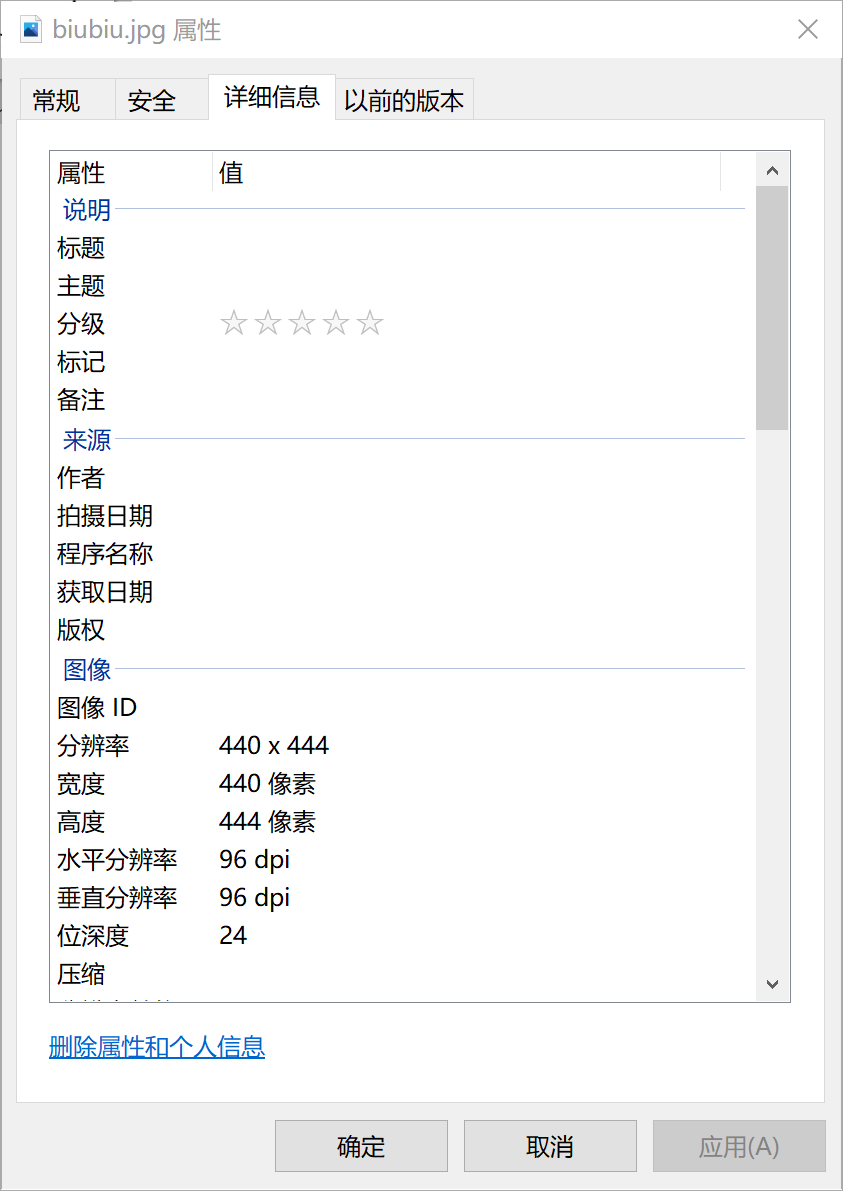 biubiu.jpg 属性
常规 安全 详细信息 以前的版本
属性 值
说明
标题
主题
分级
标记
备注
来源
作者
拍摄日期
程序名称
获取日期
版权
图像
图像 ID
分辨率 440 x 444
宽度 440 像素
高度 444 像素
水平分辨率 96 dpi
垂直分辨率 96 dpi
位深度 24
压缩
删除属性和个人信息
确定 取消 应用(A)